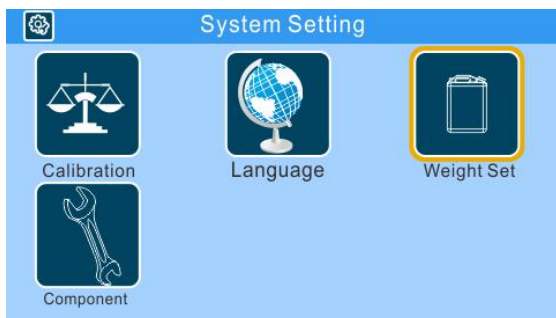 System Setting
Calibration
Language
Weight Set
Component